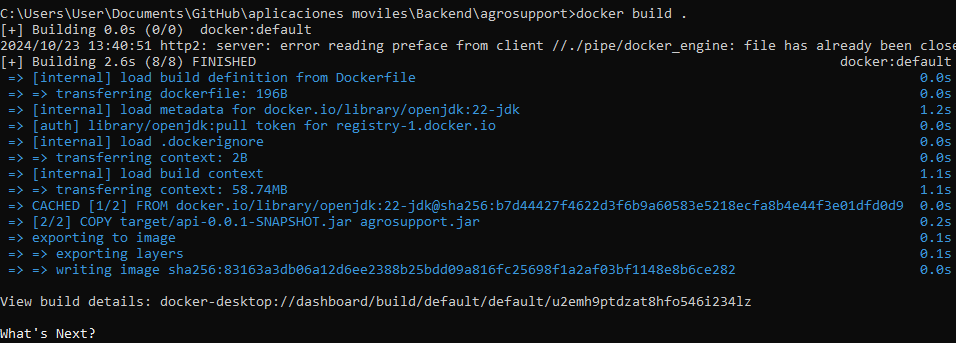 C:\Users\User\Documents\GitHub\aplicaciones moviles\Backend\agrosupport>docker build .
[+] Building 0.0s (0/0)  docker:default
2024/10/23 13:40:51 http2: server: error reading preface from client //./pipe/docker_engine: file has already been close
[+] Building 2.6s (8/8) FINISHED docker:default
=> [internal] load build definition from Dockerfile 0.0s
=> => transferring dockerfile: 196B 0.0s
=> [internal] load metadata for docker.io/library/openjdk:22-jdk 1.2s
=> [auth] library/openjdk:pull token for registry-1.docker.io 0.0s
=> [internal] load .dockerignore 0.0s
=> => transferring context: 2B 0.0s
=> [internal] load build context 1.1s
=> => transferring context: 58.74MB 1.1s
=> CACHED [1/2] FROM docker.io/library/openjdk:22-jdk@sha256:b7d44427f4622d3f6b9a60583e5218ecfa8b4e44f3e01dfd0d9 0.0s
=> [2/2] COPY target/api-0.0.1-SNAPSHOT.jar agrosupport.jar 0.2s
=> exporting to image 0.1s
=> => exporting layers 0.1s
=> => writing image sha256:83163a3db06a12d6ee2388b25bdd09a816fc25698f1a2af03bf1148e8b6ce282 0.0s
View build details: docker-desktop://dashboard/build/default/default/u2emh9ptdzat8hfo546i234lz
What's Next?